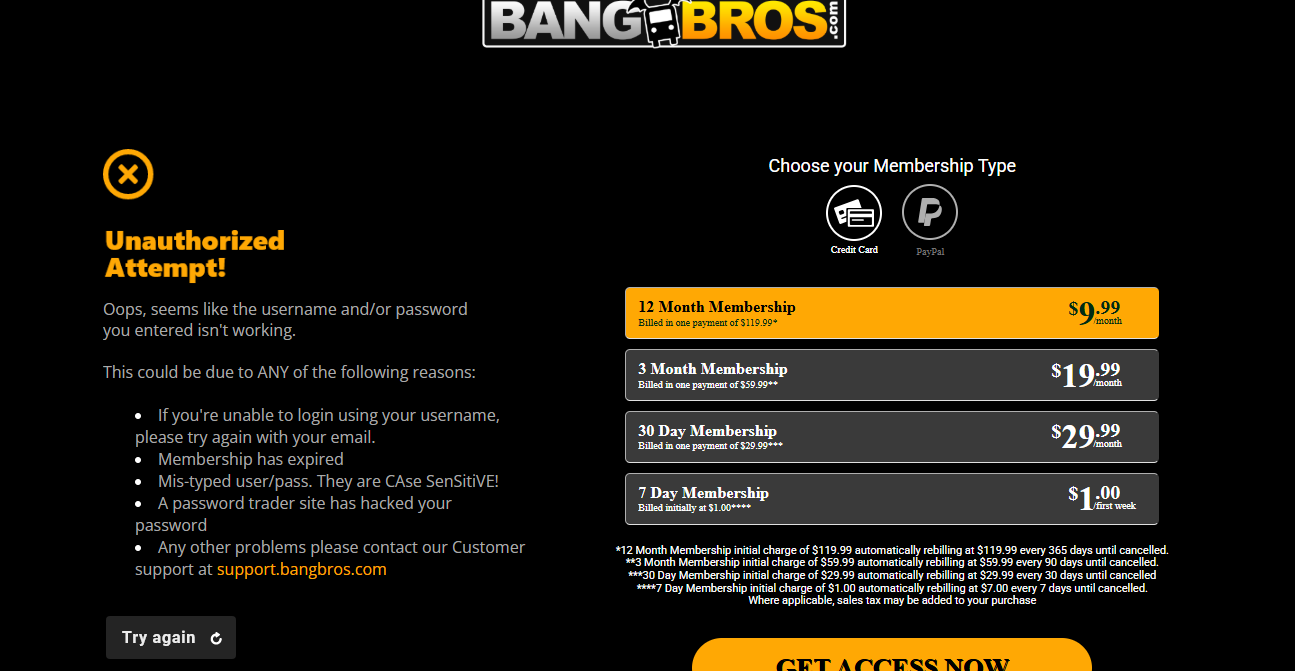 BANG BROS .com
Unauthorized
Attempt!
Oops, seems like the username and/or password
you entered isn't working.
This could be due to ANY of the following reasons:
If you're unable to login using your username,
please try again with your email.
Membership has expired
Mis-typed user/pass. They are CAse SenSitiVE!
A password trader site has hacked your
password
Any other problems please contact our Customer
support at support.bangbros.com
Try again
Choose your Membership Type
Credit Card
PayPal
12 Month Membership
Billed in one payment of $119.99*
$9.99
/month
3 Month Membership
Billed in one payment of $59.99**
$19.99
/month
30 Day Membership
Billed in one payment of $29.99***
$29.99
/month
7 Day Membership
Billed initially at $1.00****
$1.00
/first week
*12 Month Membership initial charge of $119.99 automatically rebilling at $119.99 every 365 days until cancelled.
**3 Month Membership initial charge of $59.99 automatically rebilling at $59.99 every 90 days until cancelled.
***30 Day Membership initial charge of $29.99 automatically rebilling at $29.99 every 30 days until cancelled
****7 Day Membership initial charge of $1.00 automatically rebilling at $7.00 every 7 days until cancelled.
Where applicable, sales tax may be added to your purchase
GET ACCESS NOW